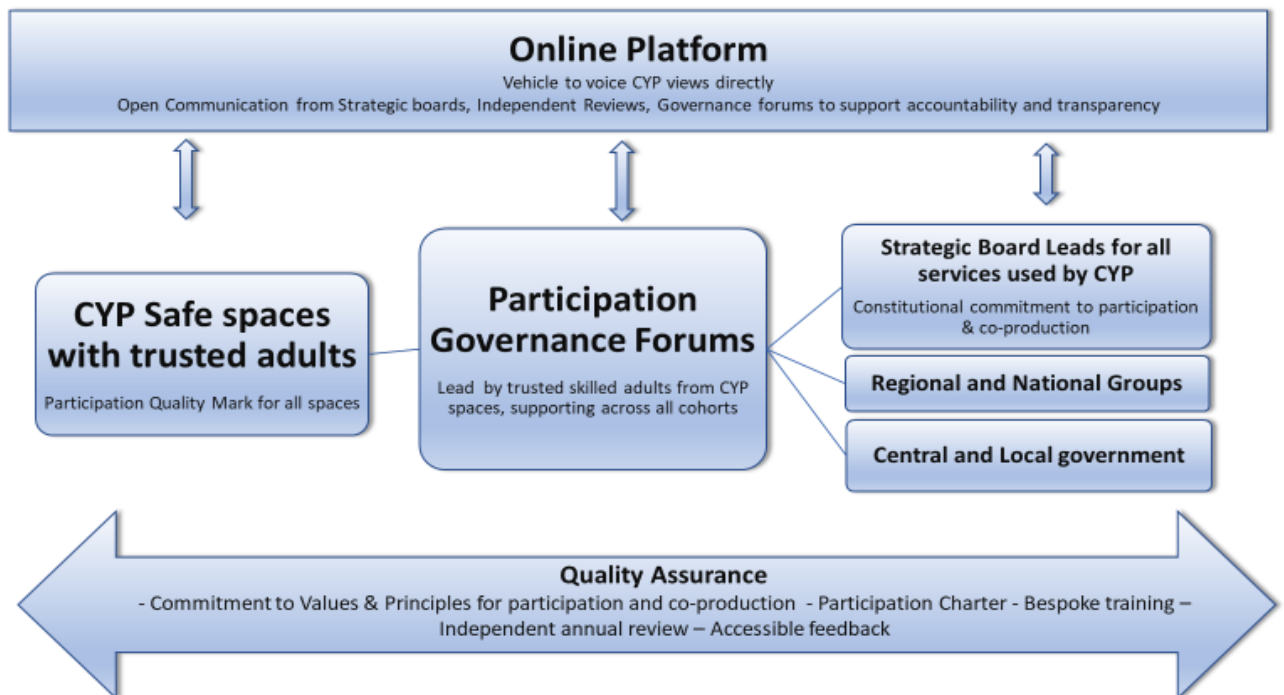 Online Platform
Vehicle to voice CYP views directly
Open Communication from Strategic boards, Independent Reviews, Governance forums to support accountability and transparency
CYP Safe spaces
with trusted adults
Participation Quality Mark for all spaces
Participation
Governance Forums
Lead by trusted skilled adults from CYP
spaces, supporting across all cohorts
Strategic Board Leads for all
services used by CYP
Constitutional commitment to participation
& co-production
Regional and National Groups
Central and Local government
Quality Assurance
- Commitment to Values & Principles for participation and co-production - Participation Charter - Bespoke training –
Independent annual review – Accessible feedback